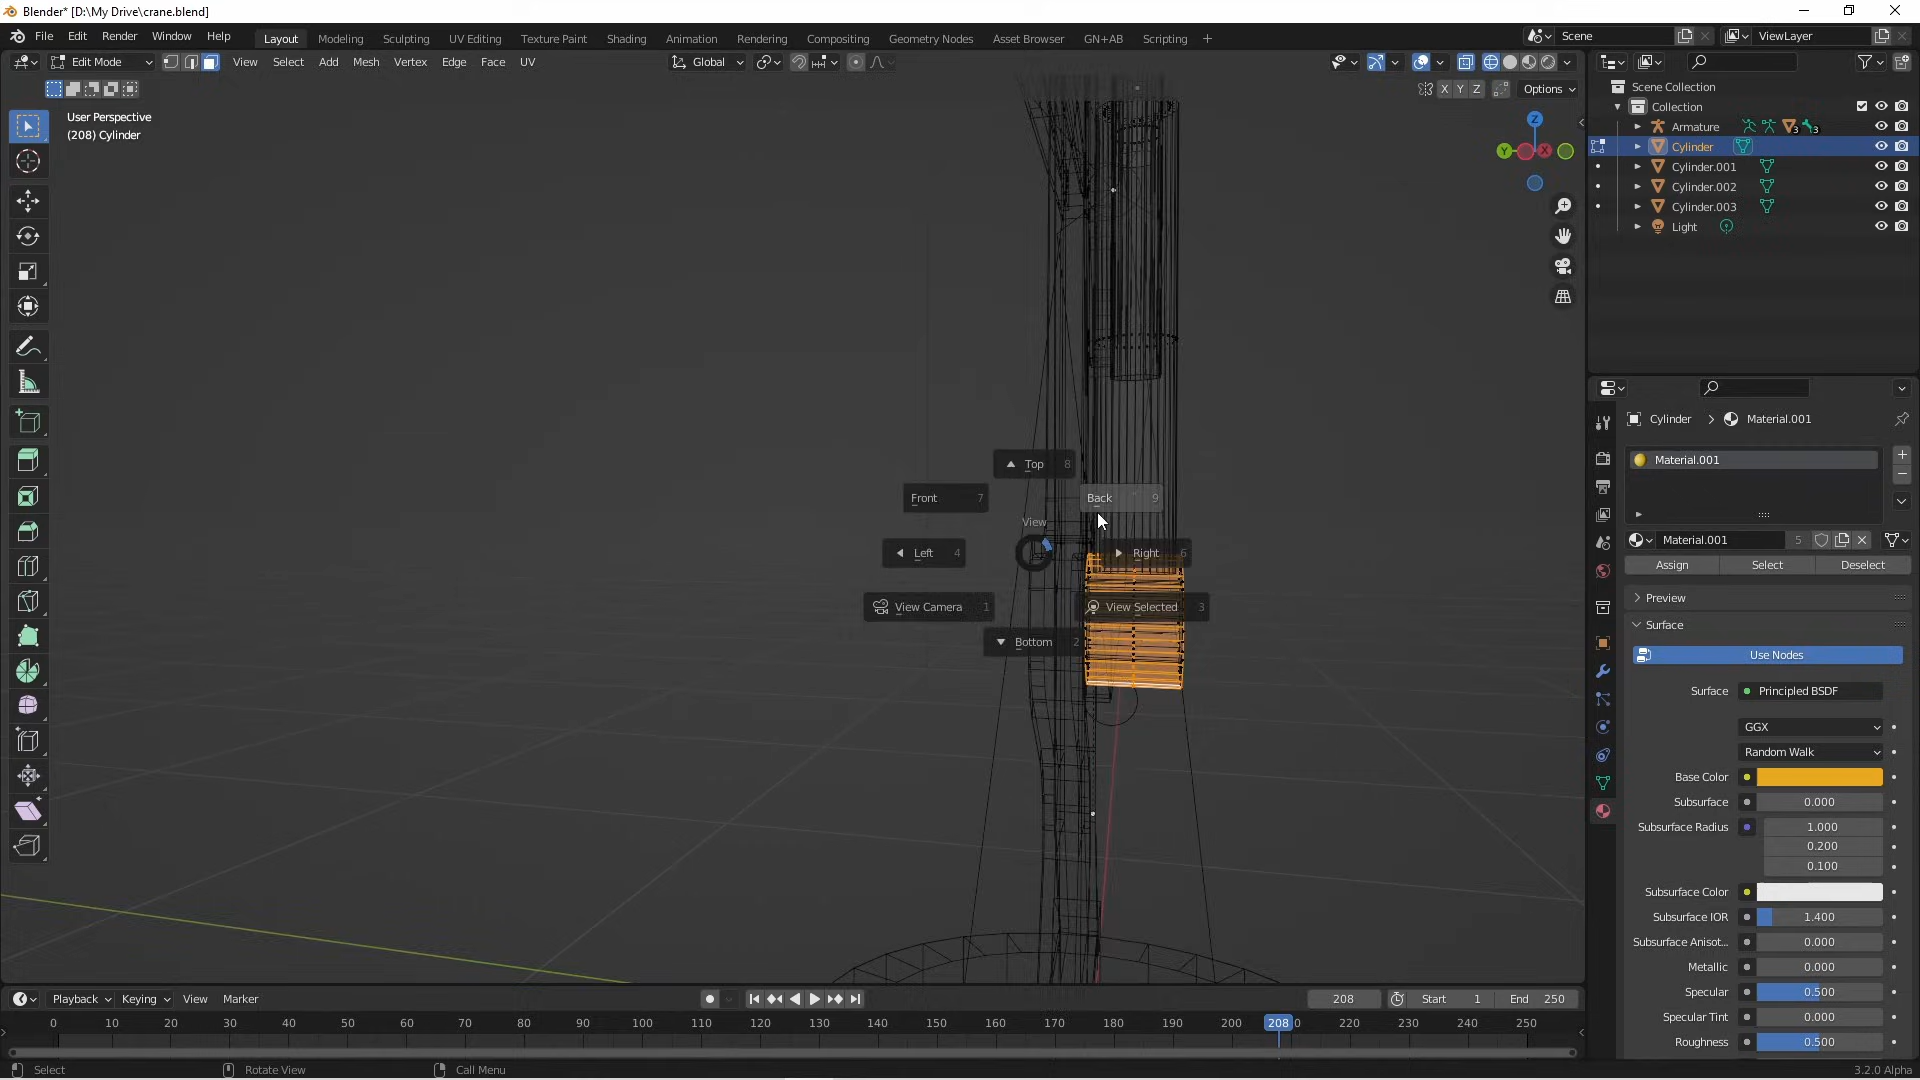 Blender* [D:\My Drive\crane.blend]
File Edit Render Window Help
Layout Modeling Sculpting UV Editing Texture Paint Shading Animation Rendering Compositing Geometry Nodes Asset Browser GN+AB Scripting +
Scene
ViewLayer
Edit Mode View Select Add Mesh Vertex Edge Face UV
Global
X Y Z
Options
User Perspective
(208) Cylinder
Z
Y
X
Scene Collection
Collection
Armature 3 3
Cylinder
Cylinder.001
Cylinder.002
Cylinder.003
Light
Top 8
Front 7
Back 9
View
Left 4
Right 6
View Camera 1
View Selected 3
Bottom 2
Cylinder > Material.001
Material.001
Material.001 5
Assign Select Deselect
Preview
Surface
Use Nodes
Surface Principled BSDF
GGX
Random Walk
Base Color
Subsurface 0.000
Subsurface Radius 1.000
0.200
0.100
Subsurface Color
Subsurface IOR 1.400
Subsurface Anisot... 0.000
Metallic 0.000
Specular 0.500
Specular Tint 0.000
Roughness 0.500
Playback Keying View Marker
208
Start 1
End 250
0 10 20 30 40 50 60 70 80 90 100 110 120 130 140 150 160 170 180 190 200 208 0 220 230 240 250
Select
Rotate View
Call Menu
3.2.0 Alpha